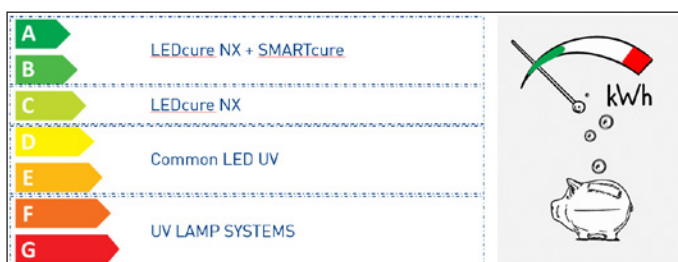 A
B
LEDcure NX + SMARTcure
C
LEDcure NX
D
E
Common LED UV
F
G
UV LAMP SYSTEMS
kWh